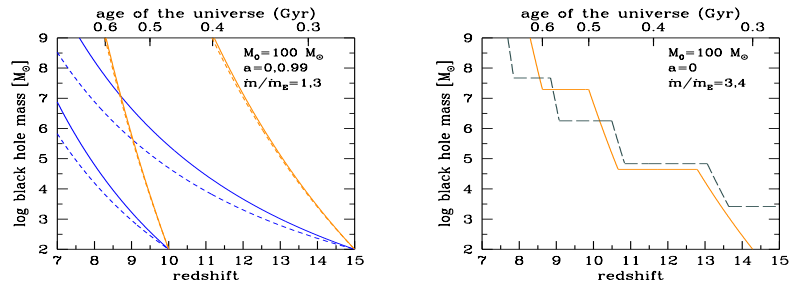 age of the universe (Gyr)
0.6 0.5 0.4 0.3
9
8
7
6
5
4
3
2
log black hole mass [M⊙]
M₀=100 M⊙
a=0,0.99
ṁ/ṁ_E=1,3
7 8 9 10 11 12 13 14 15
redshift
age of the universe (Gyr)
0.6 0.5 0.4 0.3
9
8
7
6
5
4
3
2
log black hole mass [M⊙]
M₀=100 M⊙
a=0
ṁ/ṁ_E=3,4
7 8 9 10 11 12 13 14 15
redshift